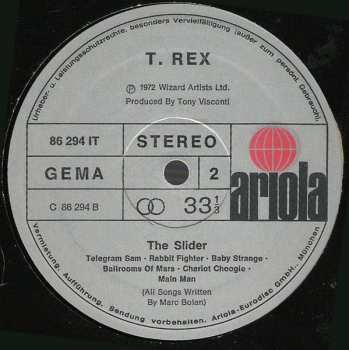 Urheber- u. Leistungsschutzrechte, besonders Vervielfältigung (außer zum persönl. Gebrauch),
T. REX
Ⓟ 1972 Wizard Artists Ltd.
Produced By Tony Visconti
86 294 IT
STEREO
GEMA
2
C 86 294 B
33 1/3
ariola
The Slider
Telegram Sam - Rabbit Fighter - Baby Strange -
Ballrooms Of Mars - Chariot Choogle -
Main Man
(All Songs Written
By Marc Bolan)
Vermietung, Aufführung, Sendung vorbehalten. Ariola-Eurodisc GmbH., München